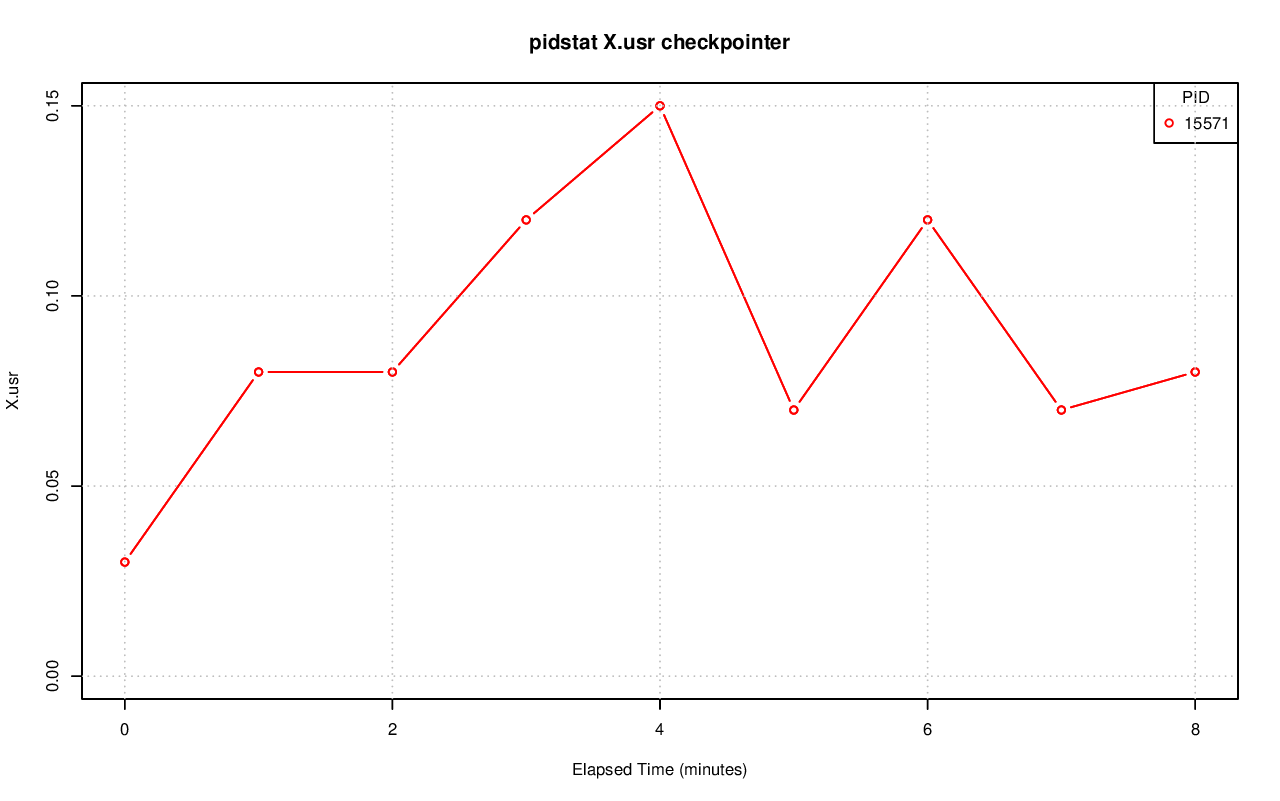 pidstat X.usr checkpointer
PID
15571
X.usr
0.15
0.10
0.05
0.00
0
2
4
6
8
Elapsed Time (minutes)